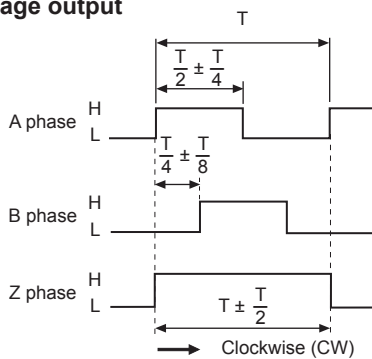 age output
T
T/2 ± T/4
A phase H
L
T/4 ± T/8
B phase H
L
Z phase H
L
T ± T/2
Clockwise (CW)